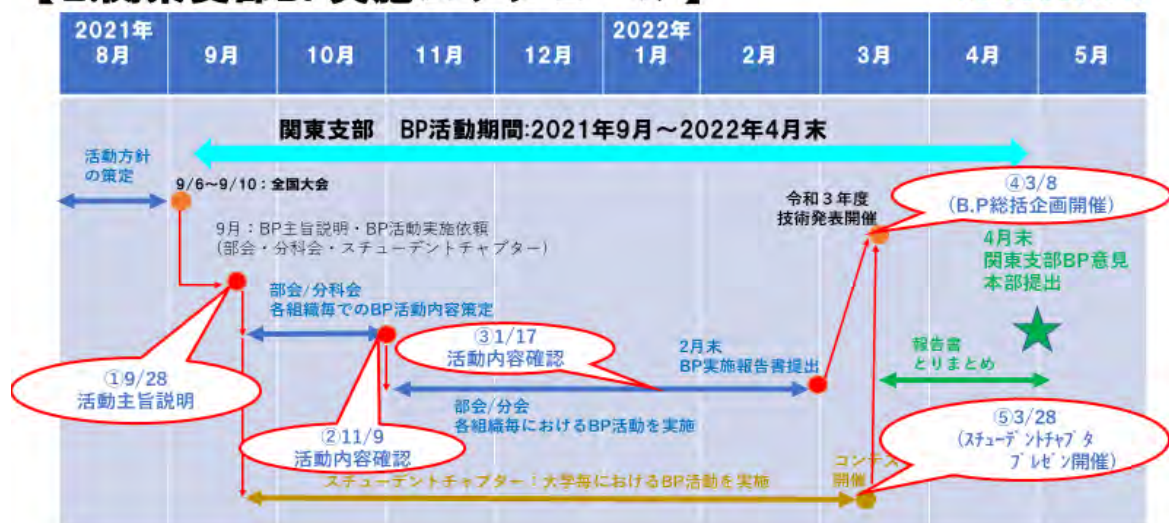 2021年
8月
9月
10月
11月
12月
2022年
1月
2月
3月
4月
5月
関東支部 BP活動期間:2021年9月～2022年4月末
活動方針
の策定
9/6～9/10：全国大会
9月：BP主旨説明・BP活動実施依頼
(部会・分科会・スチューデントチャプター)
令和３年度
技術発表開催
④3/8
(B.P総括企画開催)
4月末
関東支部BP意見
本部提出
部会/分科会
各組織毎でのBP活動内容策定
③1/17
活動内容確認
2月末
BP実施報告書提出
報告書
とりまとめ
①9/28
活動主旨説明
②11/9
活動内容確認
部会/分会
各組織毎におけるBP活動を実施
⑤3/28
(ｽﾁｭｰﾃﾞﾝﾄﾁｬﾌﾟﾀ
ﾌﾟﾚｾﾞﾝ開催)
コンテス
開催
スチューデントチャプター：大学毎におけるBP活動を実施